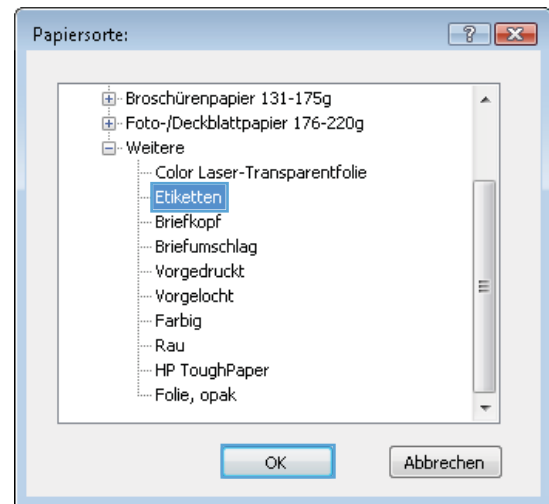 Papiersorte:
Broschürenpapier 131-175g
Foto-/Deckblattpapier 176-220g
Weitere
Color Laser-Transparentfolie
Etiketten
Briefkopf
Briefumschlag
Vorgedruckt
Vorgelocht
Farbig
Rau
HP ToughPaper
Folie, opak
OK Abbrechen